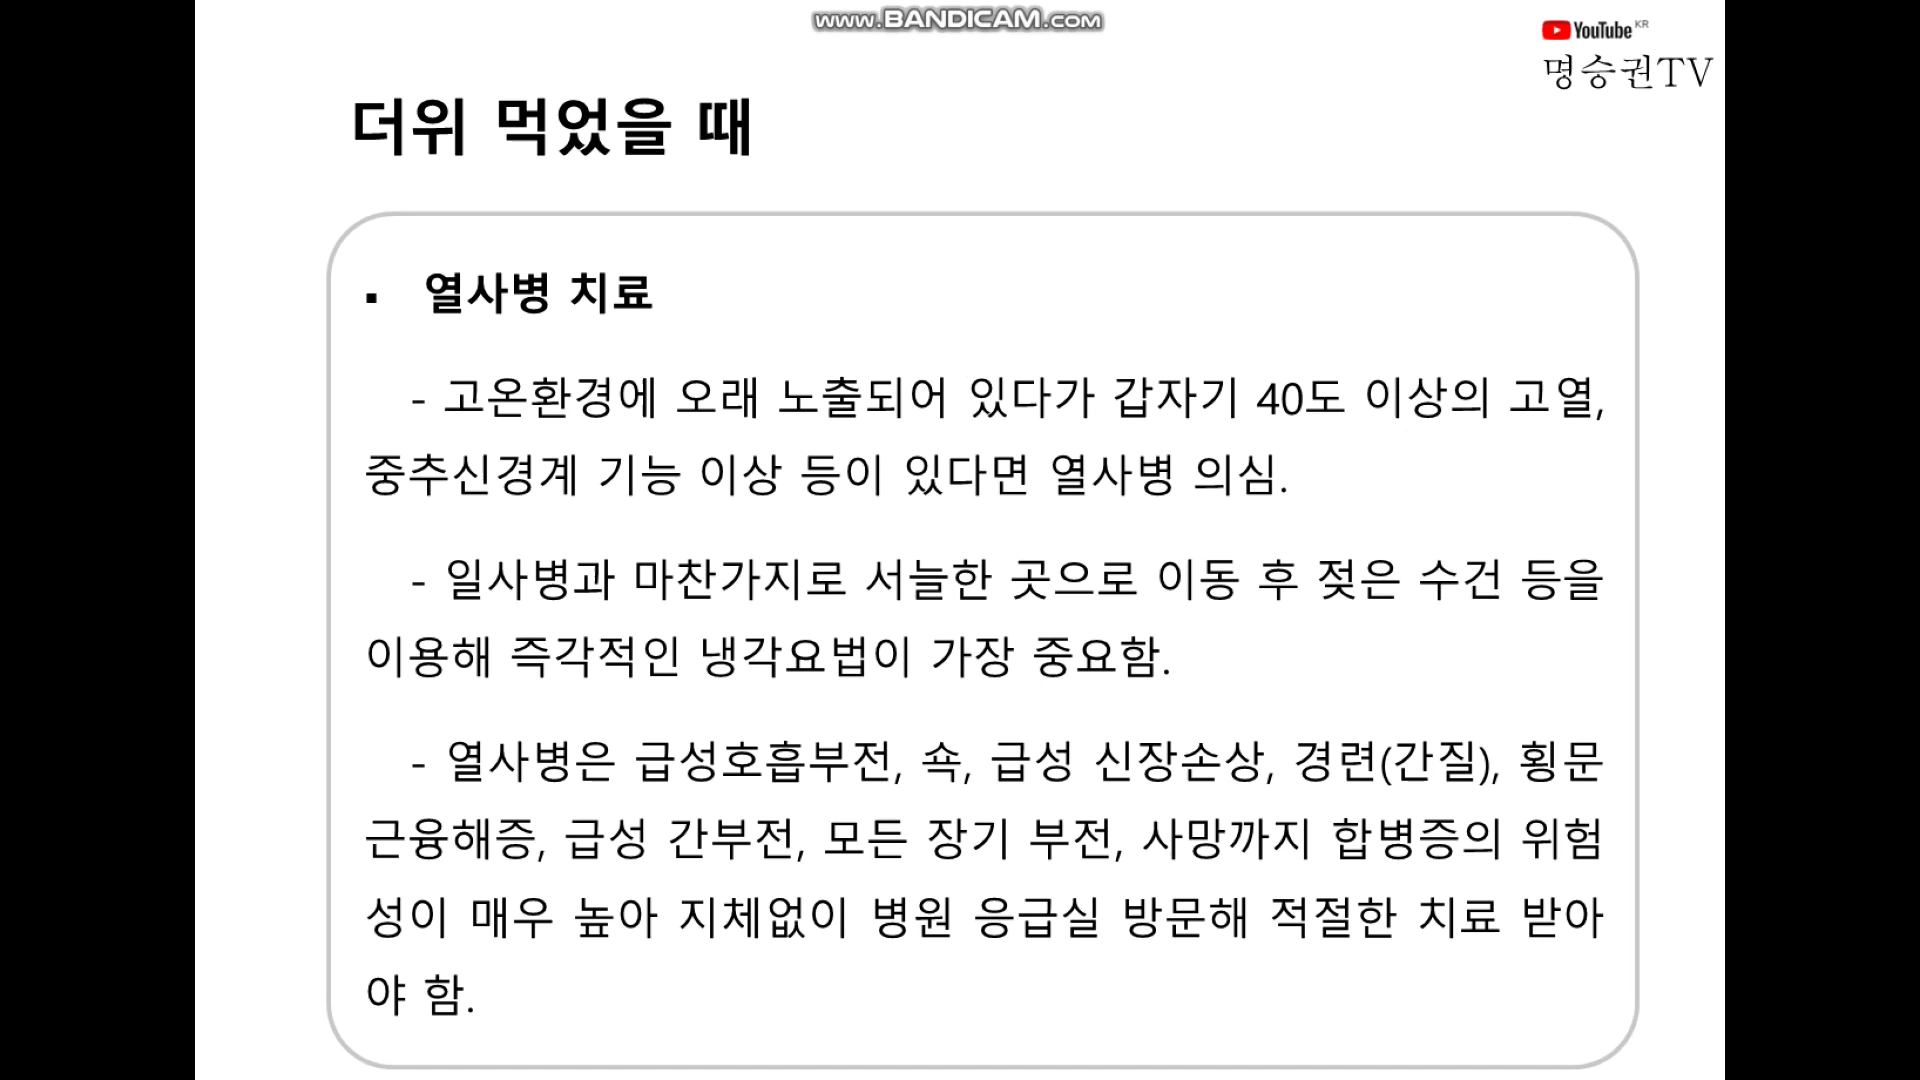 www.BANDICAM.com
YouTube KR
명승권TV
더위 먹었을 때
▪ 열사병 치료
- 고온환경에 오래 노출되어 있다가 갑자기 40도 이상의 고열,
중추신경계 기능 이상 등이 있다면 열사병 의심.
- 일사병과 마찬가지로 서늘한 곳으로 이동 후 젖은 수건 등을
이용해 즉각적인 냉각요법이 가장 중요함.
- 열사병은 급성호흡부전, 쇽, 급성 신장손상, 경련(간질), 횡문
근융해증, 급성 간부전, 모든 장기 부전, 사망까지 합병증의 위험
성이 매우 높아 지체없이 병원 응급실 방문해 적절한 치료 받아
야 함.